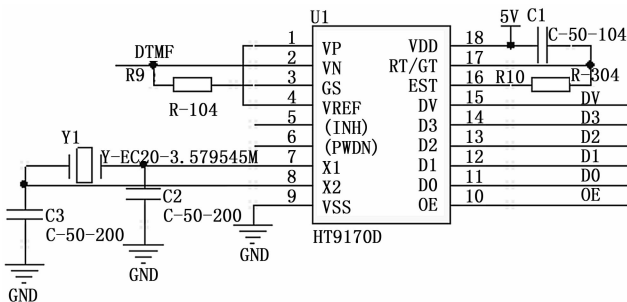 U1
5V
C1
C-50-104
DTMF
R9
R-104
1 VP VDD 18
2 VN RT/GT 17
3 GS EST 16 R10 R-304
4 VREF DV 15 DV
5 (INH) D3 14 D3
6 (PWDN) D2 13 D2
7 X1 D1 12 D1
8 X2 D0 11 D0
9 VSS OE 10 OE
HT9170D
Y1
Y-EC20-3.579545M
C2
C-50-200
C3
C-50-200
GND
GND
GND